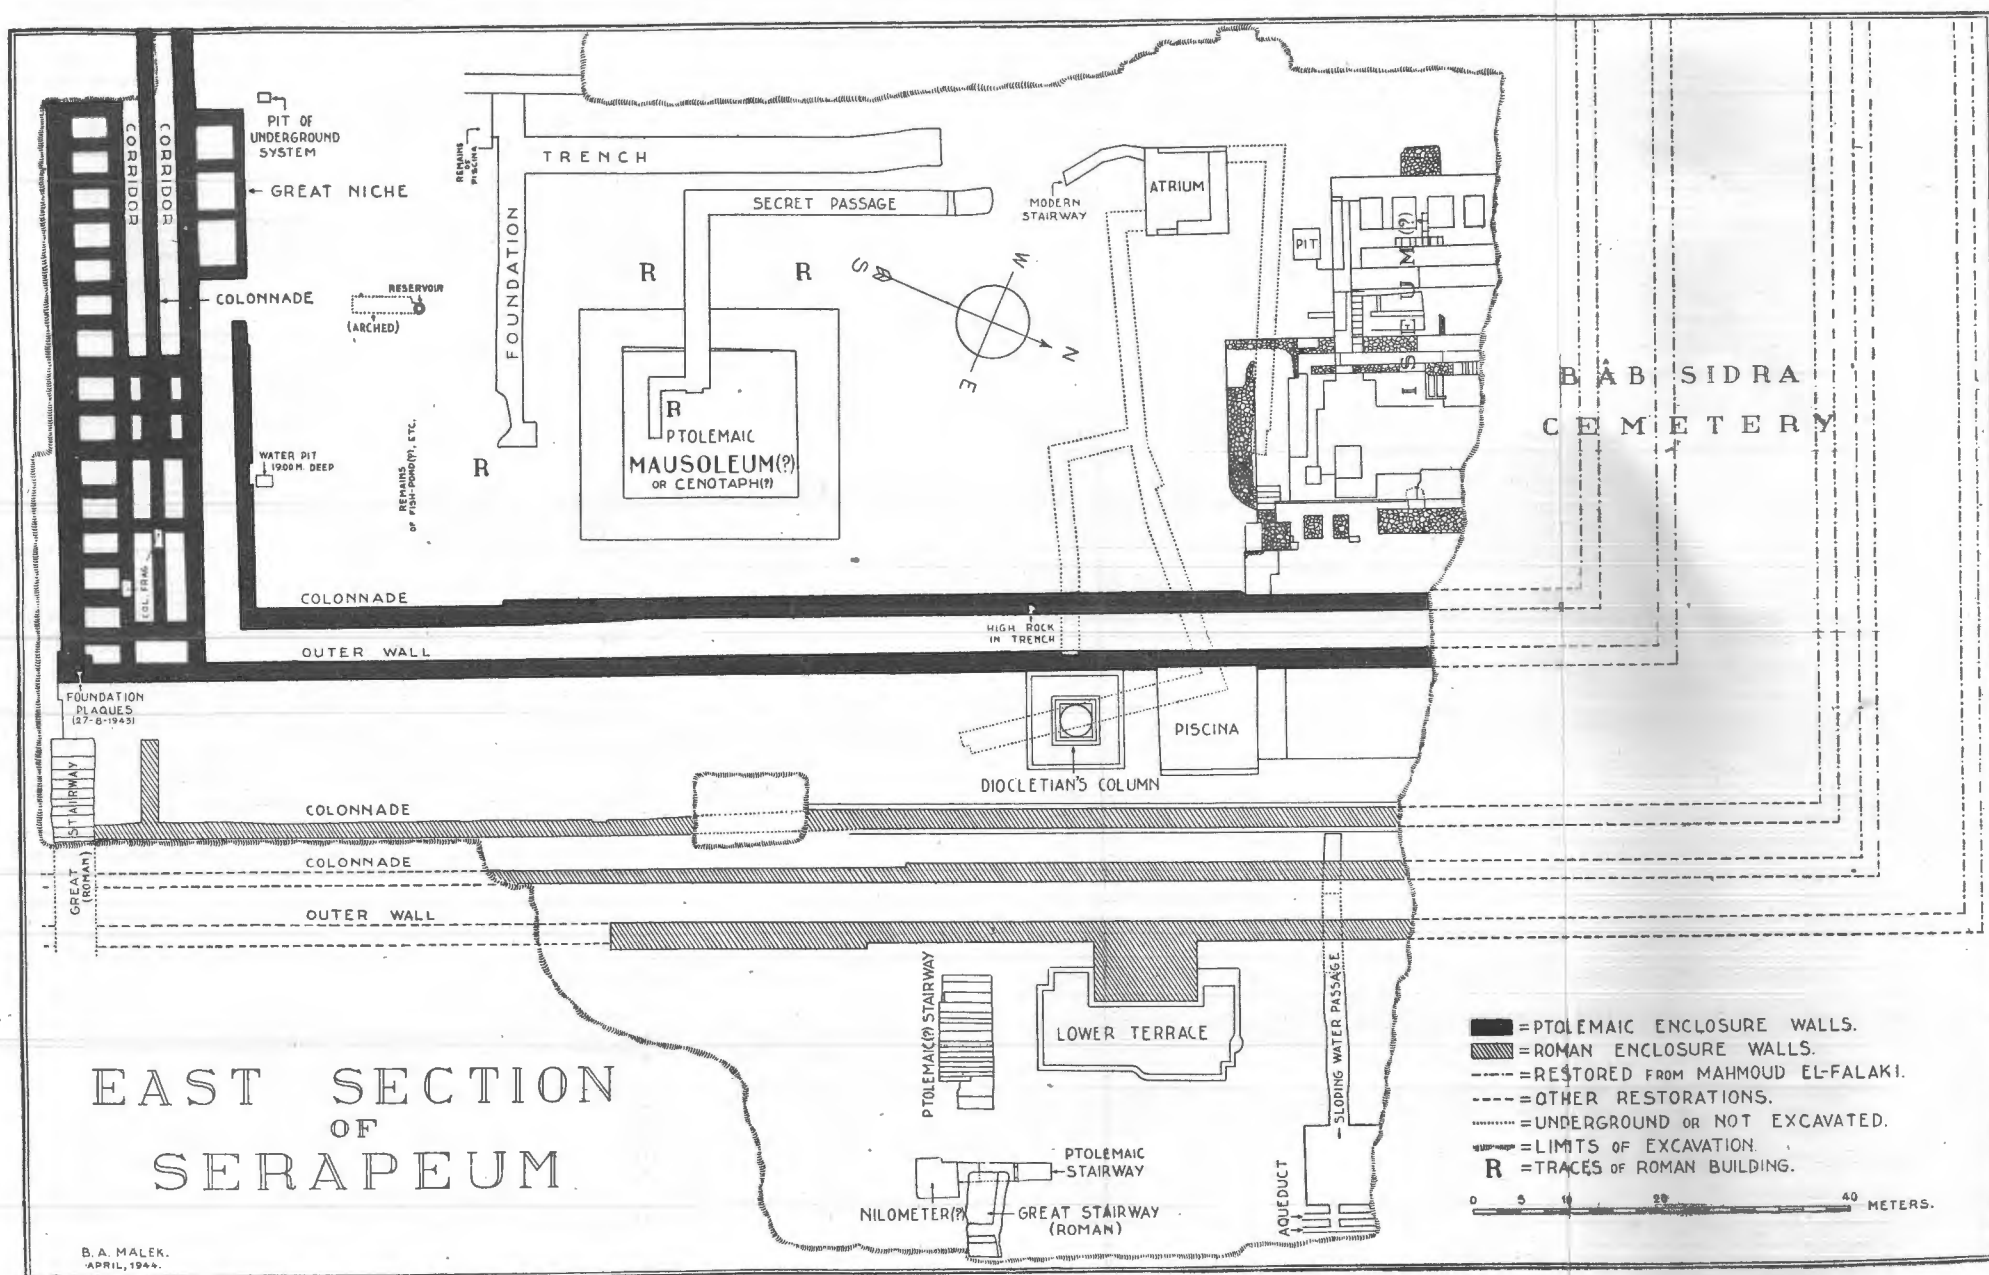 CORRIDOR
CORRIDOR
PIT OF
UNDERGROUND
SYSTEM
GREAT NICHE
COLONNADE
RESERVOIR
(ARCHED)
REMAINS
OF
PISCINA
TRENCH
FOUNDATION
SECRET PASSAGE
R
R
R
R
PTOLEMAIC
MAUSOLEUM(?)
OR CENOTAPH(?)
S
W
N
E
MODERN
STAIRWAY
ATRIUM
PIT
ISEUM(?)
BÂB SIDRA
CEMETERY
WATER PIT
19.00 M. DEEP
REMAINS
OF FISH-POND(?), ETC.
COL. FRAG.
COLONNADE
HIGH ROCK
IN TRENCH
OUTER WALL
FOUNDATION
PLAQUES
(27-8-1943)
PISCINA
DIOCLETIAN'S COLUMN
GREAT STAIRWAY
(ROMAN)
COLONNADE
COLONNADE
OUTER WALL
PTOLEMAIC(?) STAIRWAY
LOWER TERRACE
SLOPING WATER PASSAGE
PTOLEMAIC
STAIRWAY
NILOMETER(?)
GREAT STAIRWAY
(ROMAN)
AQUEDUCT
EAST SECTION
OF
SERAPEUM
B. A. MALEK.
APRIL, 1944.
=PTOLEMAIC ENCLOSURE WALLS.
=ROMAN ENCLOSURE WALLS.
=RESTORED FROM MAHMOUD EL-FALAKI.
=OTHER RESTORATIONS.
=UNDERGROUND OR NOT EXCAVATED.
=LIMITS OF EXCAVATION.
R =TRACES OF ROMAN BUILDING.
0 5 10 20 40 METERS.